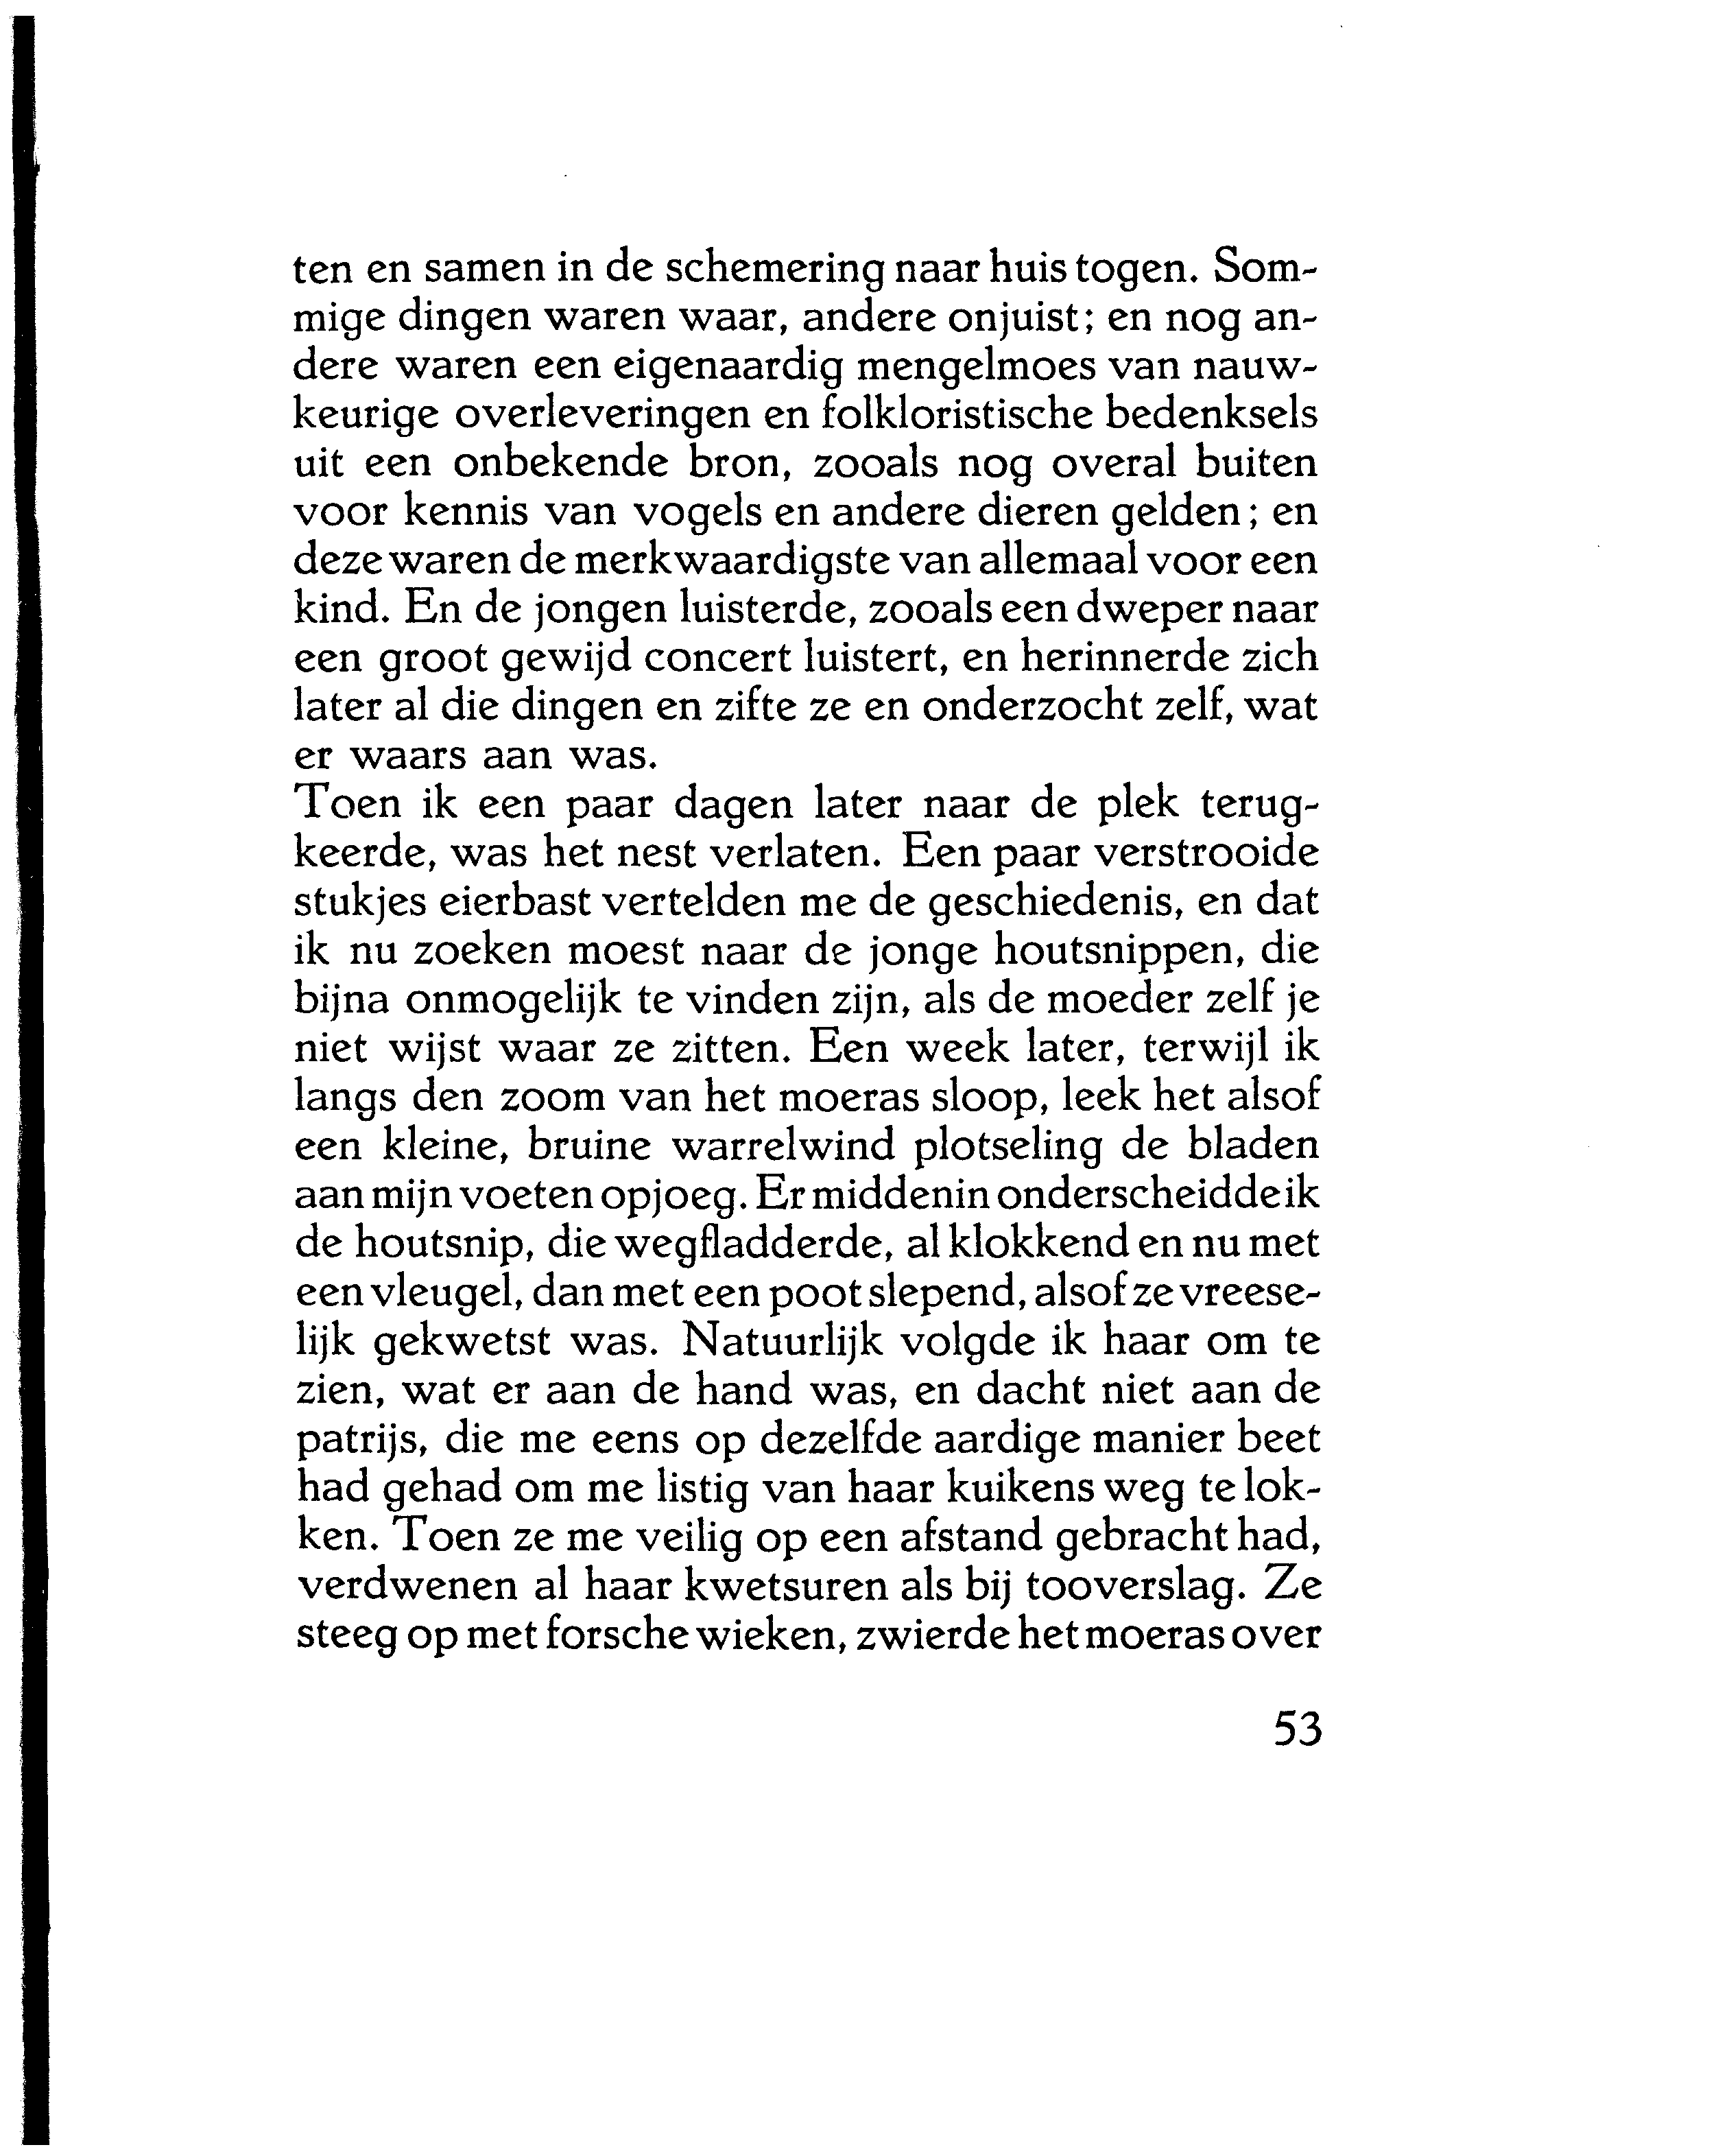 ten en samen in de schemering naar huis togen. Som-
mige dingen waren waar, andere onjuist; en nog an-
dere waren een eigenaardig mengelmoes van nauw-
keurige overleveringen en folkloristische bedenksels
uit een onbekende bron, zooals nog overal buiten
voor kennis van vogels en andere dieren gelden; en
deze waren de merkwaardigste van allemaal voor een
kind. En de jongen luisterde, zooals een dweper naar
een groot gewijd concert luistert, en herinnerde zich
later al die dingen en zifte ze en onderzocht zelf, wat
er waars aan was.
Toen ik een paar dagen later naar de plek terug-
keerde, was het nest verlaten. Een paar verstrooide
stukjes eierbast vertelden me de geschiedenis, en dat
ik nu zoeken moest naar de jonge houtsnippen, die
bijna onmogelijk te vinden zijn, als de moeder zelf je
niet wijst waar ze zitten. Een week later, terwijl ik
langs den zoom van het moeras sloop, leek het alsof
een kleine, bruine warrelwind plotseling de bladen
aan mijn voeten opjoeg. Er middenin onderscheidde ik
de houtsnip, die wegfladderde, al klokkend en nu met
een vleugel, dan met een poot slepend, alsof ze vreese-
lijk gekwetst was. Natuurlijk volgde ik haar om te
zien, wat er aan de hand was, en dacht niet aan de
patrijs, die me eens op dezelfde aardige manier beet
had gehad om me listig van haar kuikens weg te lok-
ken. Toen ze me veilig op een afstand gebracht had,
verdwenen al haar kwetsuren als bij tooverslag. Ze
steeg op met forsche wieken, zwierde het moeras over
53